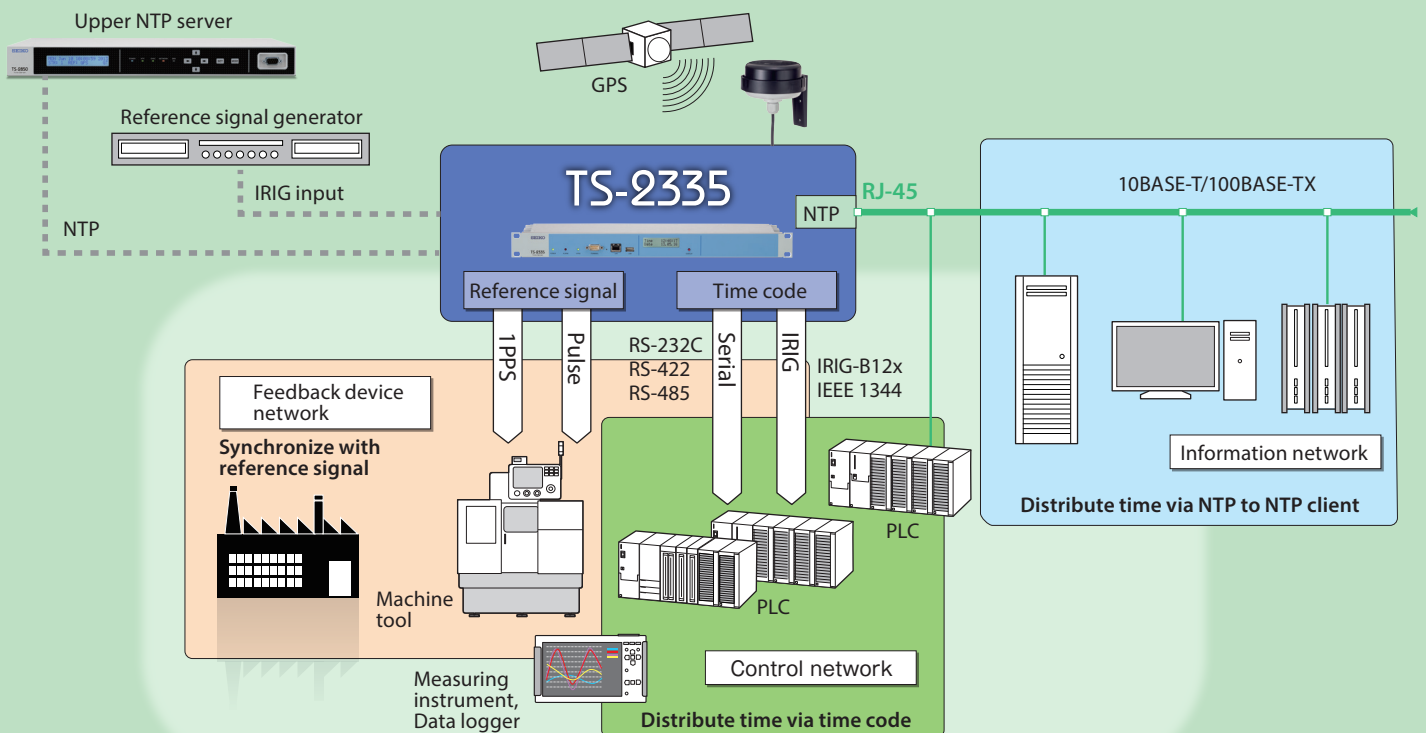 Upper NTP server
GPS
Reference signal generator
IRIG input
NTP
TS-2335
NTP
RJ-45
10BASE-T/100BASE-TX
SEIKO
TS-2335
Reference signal
Time code
1PPS
Pulse
Serial
IRIG
RS-232C
RS-422
RS-485
IRIG-B12x
IEEE 1344
Feedback device
network
Synchronize with
reference signal
Machine
tool
Measuring
instrument,
Data logger
PLC
PLC
Control network
Distribute time via time code
Information network
Distribute time via NTP to NTP client